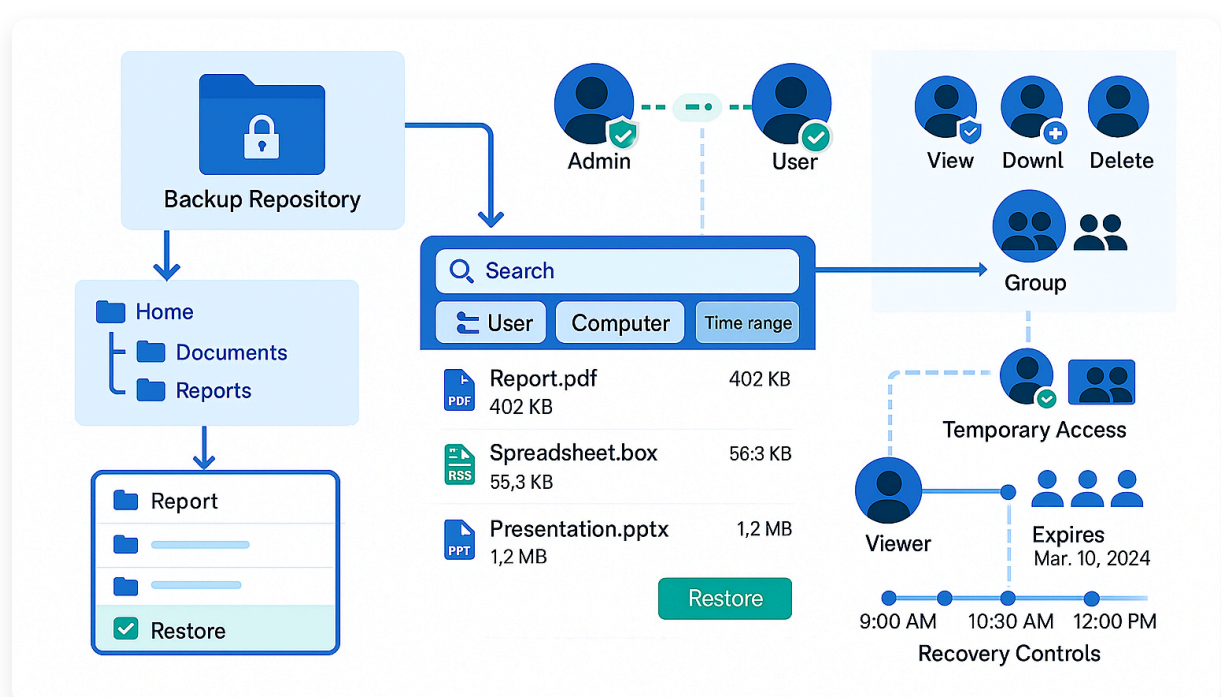 Backup Repository
Home
Documents
Reports
Report
Restore
Admin
User
Search
User
Computer
Time range
PDF
Report.pdf
402 KB
402 KB
RSS
Spreadsheet.box
56:3 KB
55,3 KB
PPT
Presentation.pptx
1,2 MB
1,2 MB
Restore
View
Downl
Delete
Group
Temporary Access
Viewer
Expires
Mar. 10, 2024
9:00 AM
10:30 AM
12:00 PM
Recovery Controls